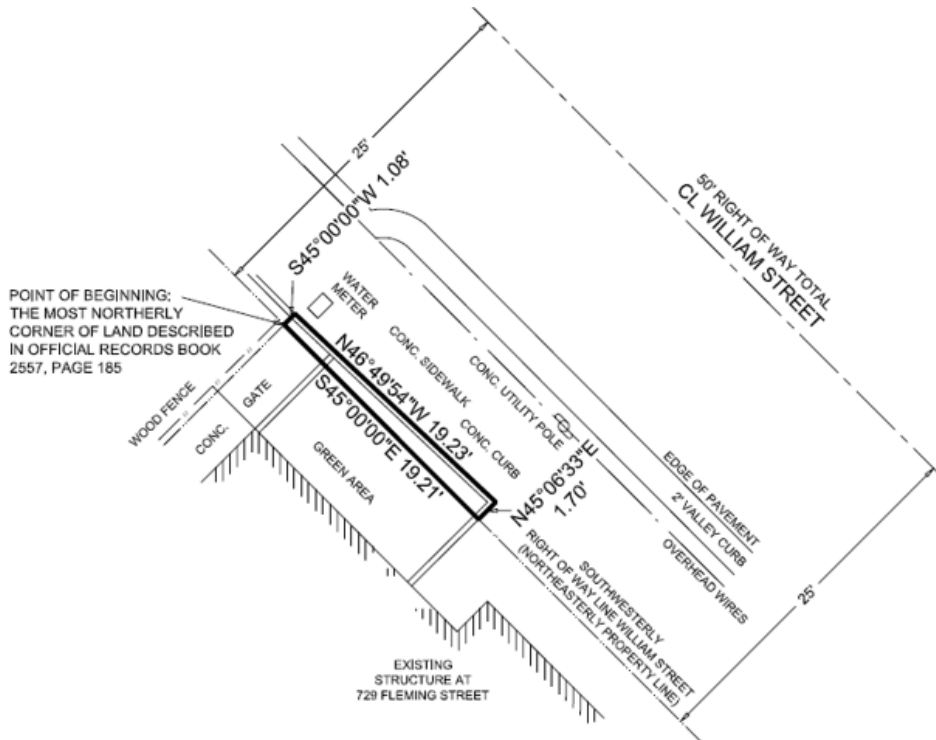 25'
S45°00'00"W 1.08'
50' RIGHT OF WAY TOTAL
CL WILLIAM STREET
POINT OF BEGINNING:
THE MOST NORTHERLY
CORNER OF LAND DESCRIBED
IN OFFICIAL RECORDS BOOK
2557, PAGE 185
WATER
METER
N46°49'54"W 19.23'
S45°00'00"E 19.21'
CONC. SIDEWALK
CONC. UTILITY POLE
CONC. CURB
WOOD FENCE
GATE
CONC.
GREEN AREA
N45°06'33"E
1.70'
EDGE OF PAVEMENT
2' VALLEY CURB
OVERHEAD WIRES
SOUTHWESTERLY
RIGHT OF WAY LINE WILLIAM STREET
(NORTHEASTERLY PROPERTY LINE)
25'
EXISTING
STRUCTURE AT
729 FLEMING STREET